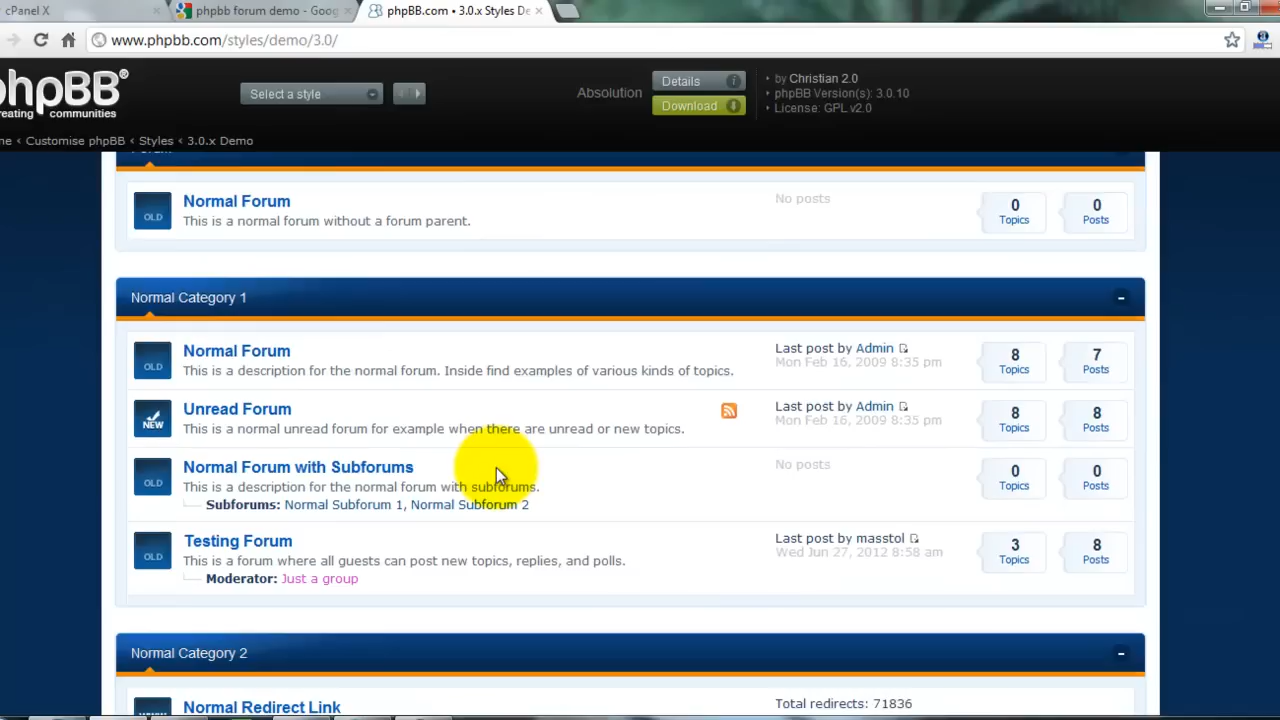 cPanel X
phpbb forum demo - Goog
phpBB.com • 3.0.x Styles De
www.phpbb.com/styles/demo/3.0/
phpBB®
creating communities
Select a style
Absolution
Details
Download
by Christian 2.0
phpBB Version(s): 3.0.10
License: GPL v2.0
me ‹ Customise phpBB ‹ Styles ‹ 3.0.x Demo
Forum
OLD
Normal Forum
This is a normal forum without a forum parent.
No posts
0 Topics
0 Posts
Normal Category 1
OLD
Normal Forum
This is a description for the normal forum. Inside find examples of various kinds of topics.
Last post by Admin
Mon Feb 16, 2009 8:35 pm
8 Topics
7 Posts
NEW
Unread Forum
This is a normal unread forum for example when there are unread or new topics.
Last post by Admin
Mon Feb 16, 2009 8:35 pm
8 Topics
8 Posts
OLD
Normal Forum with Subforums
This is a description for the normal forum with subforums.
Subforums: Normal Subforum 1, Normal Subforum 2
No posts
0 Topics
0 Posts
OLD
Testing Forum
This is a forum where all guests can post new topics, replies, and polls.
Moderator: Just a group
Last post by masstol
Wed Jun 27, 2012 8:58 am
3 Topics
8 Posts
Normal Category 2
Normal Redirect Link
Total redirects: 71836